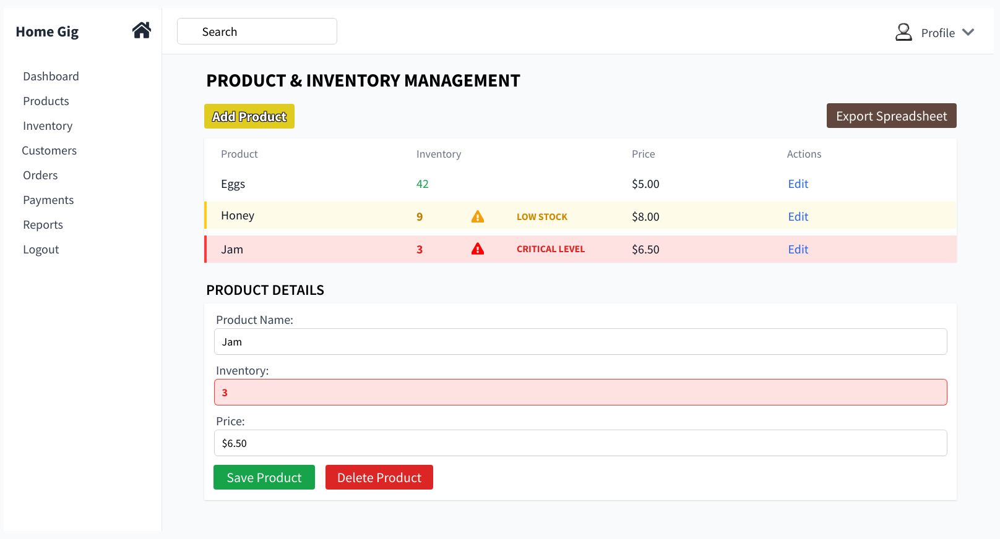 Home Gig
Search
Profile
Dashboard
Products
Inventory
Customers
Orders
Payments
Reports
Logout
PRODUCT & INVENTORY MANAGEMENT
Add Product
Export Spreadsheet
Product Inventory Price Actions
Eggs 42 $5.00 Edit
Honey 9 LOW STOCK $8.00 Edit
Jam 3 CRITICAL LEVEL $6.50 Edit
PRODUCT DETAILS
Product Name:
Jam
Inventory:
3
Price:
$6.50
Save Product Delete Product